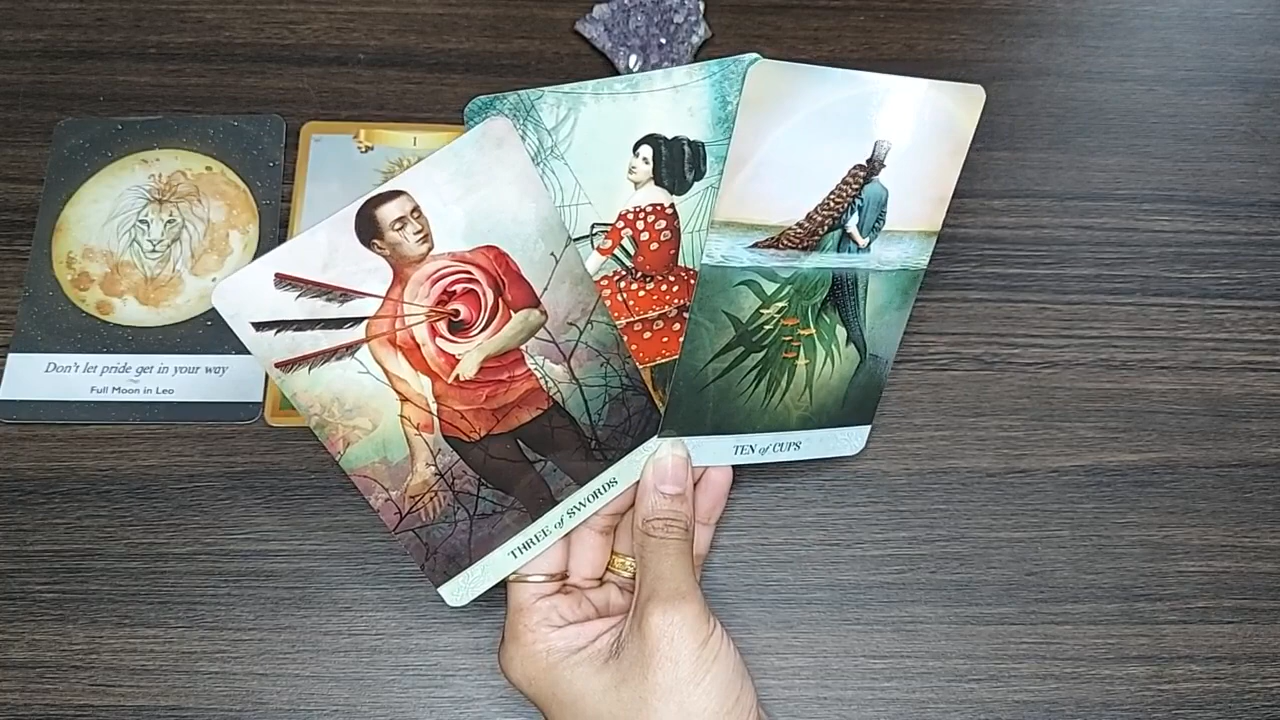 I
Don't let pride get in your way
Full Moon in Leo
THREE of SWORDS
TEN of CUPS